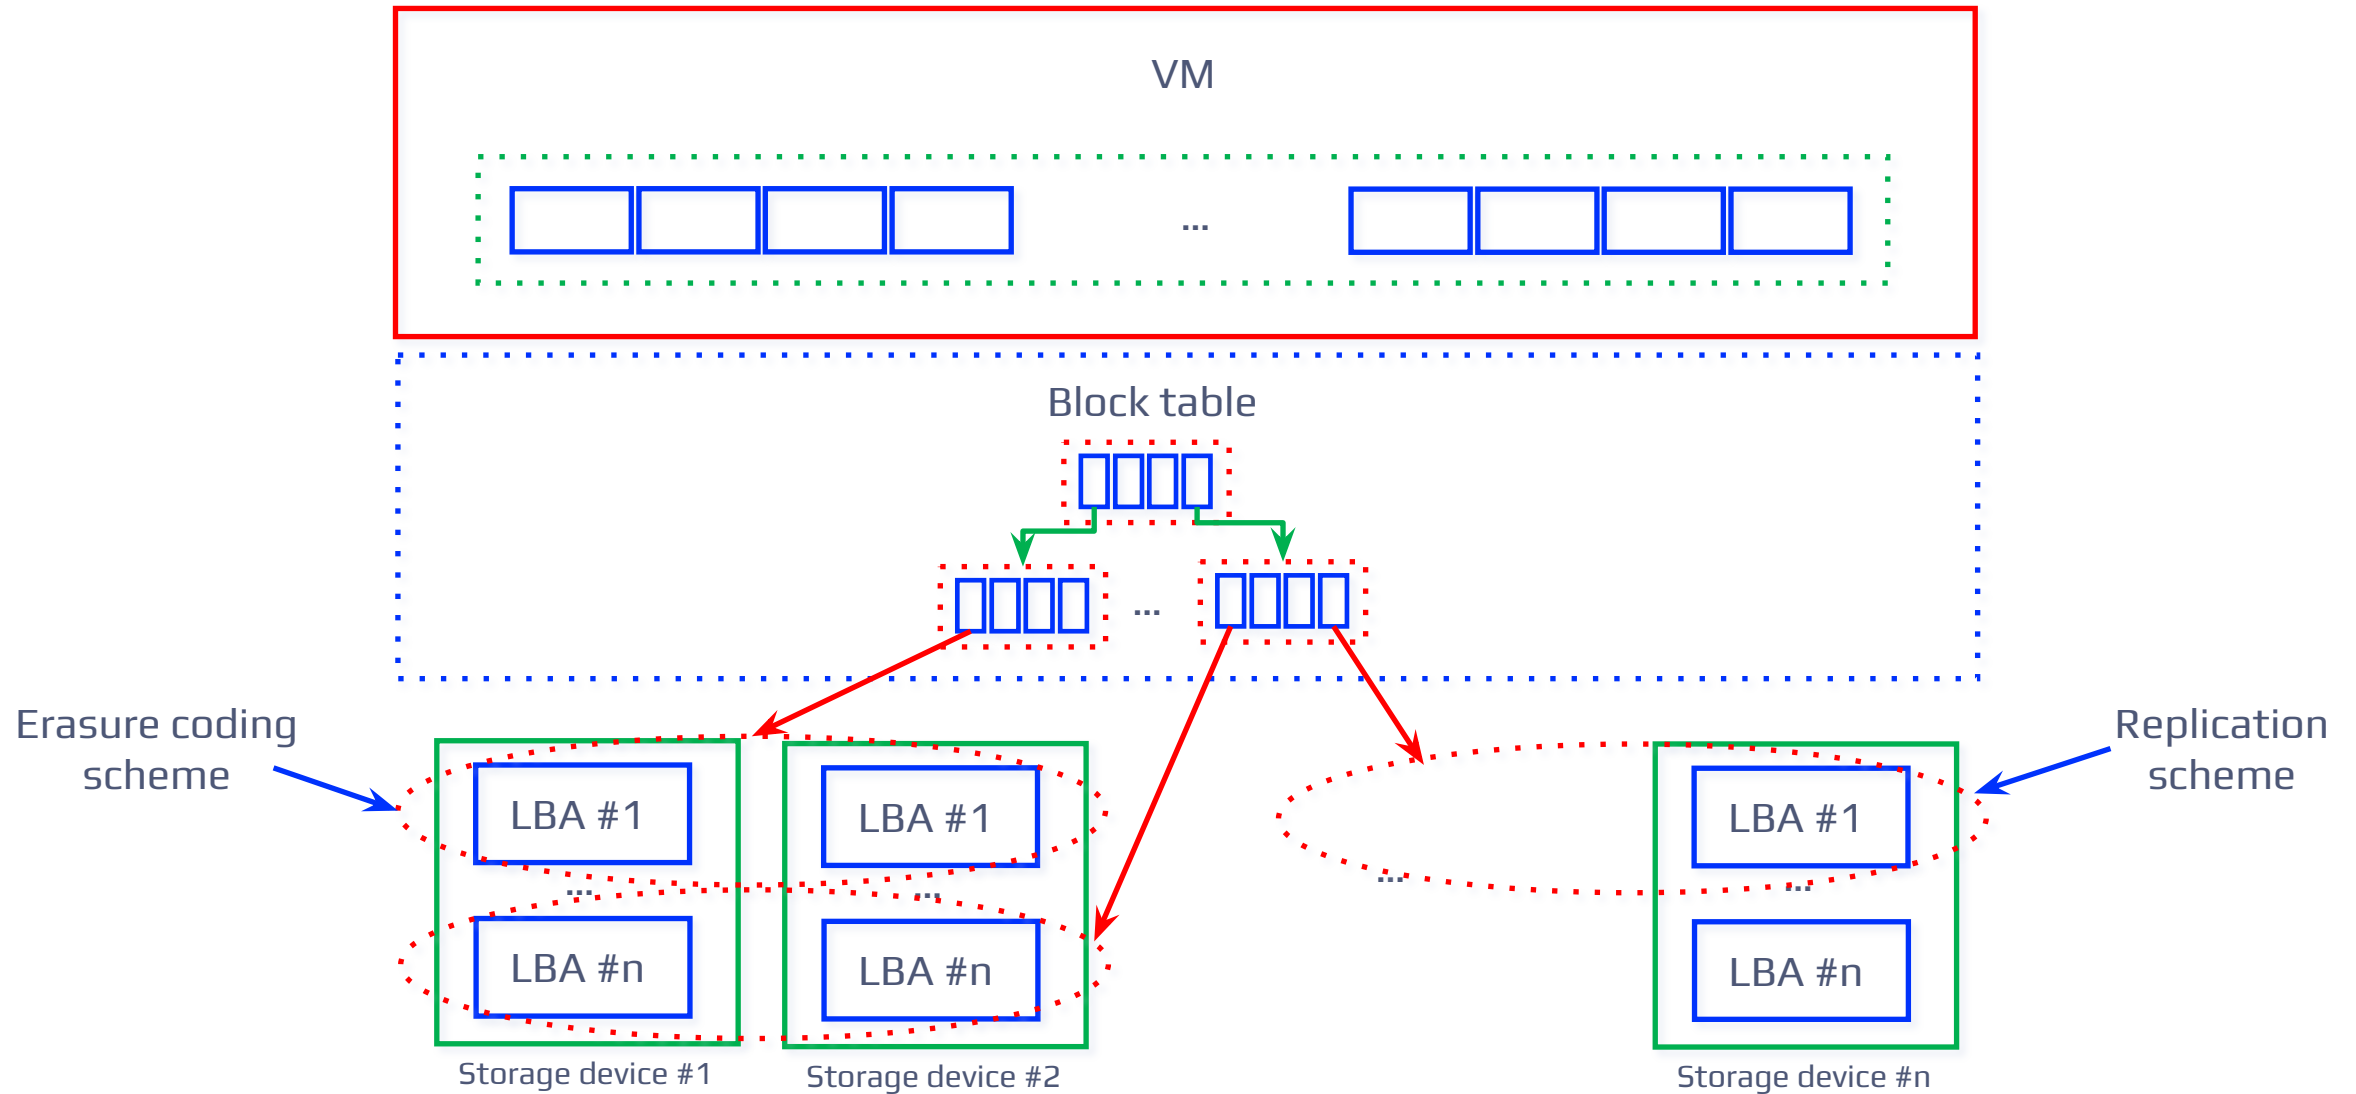 VM
...
Block table
...
Erasure coding
scheme
Replication
scheme
LBA #1
LBA #1
LBA #1
...
...
...
...
LBA #n
LBA #n
LBA #n
Storage device #1
Storage device #2
Storage device #n